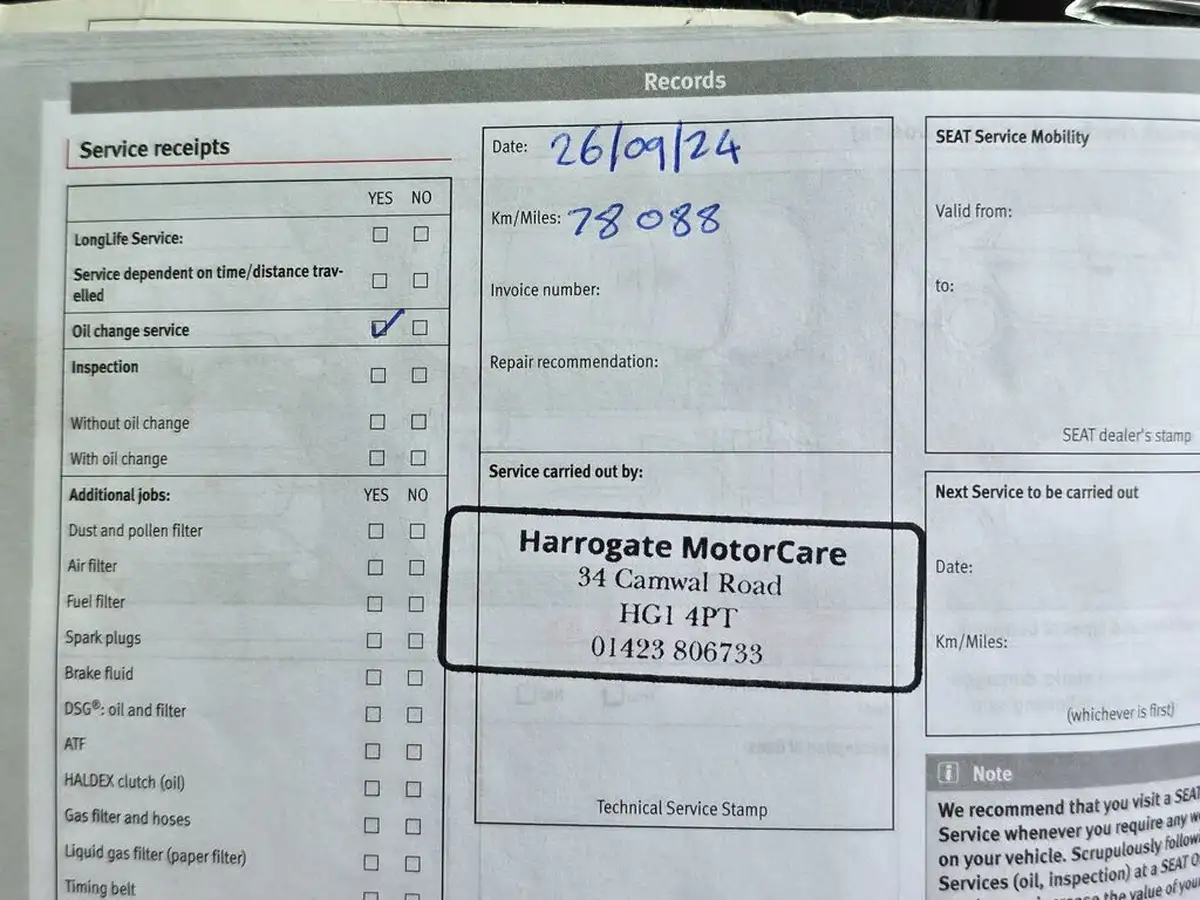 Records
Service receipts
YES NO
LongLife Service:
Service dependent on time/distance trav-
elled
Oil change service
Inspection
Without oil change
With oil change
Additional jobs: YES NO
Dust and pollen filter
Air filter
Fuel filter
Spark plugs
Brake fluid
DSG®: oil and filter
ATF
HALDEX clutch (oil)
Gas filter and hoses
Liquid gas filter (paper filter)
Timing belt
Date: 26/09/24
Km/Miles: 78088
Invoice number:
Repair recommendation:
Service carried out by:
Harrogate MotorCare
34 Camwal Road
HG1 4PT
01423 806733
Technical Service Stamp
SEAT Service Mobility
Valid from:
to:
SEAT dealer's stamp
Next Service to be carried out
Date:
Km/Miles:
(whichever is first)
Note
We recommend that you visit a SEAT
Service whenever you require any
on your vehicle. Scrupulously
Services (oil, inspection) at a SEAT
the value of your